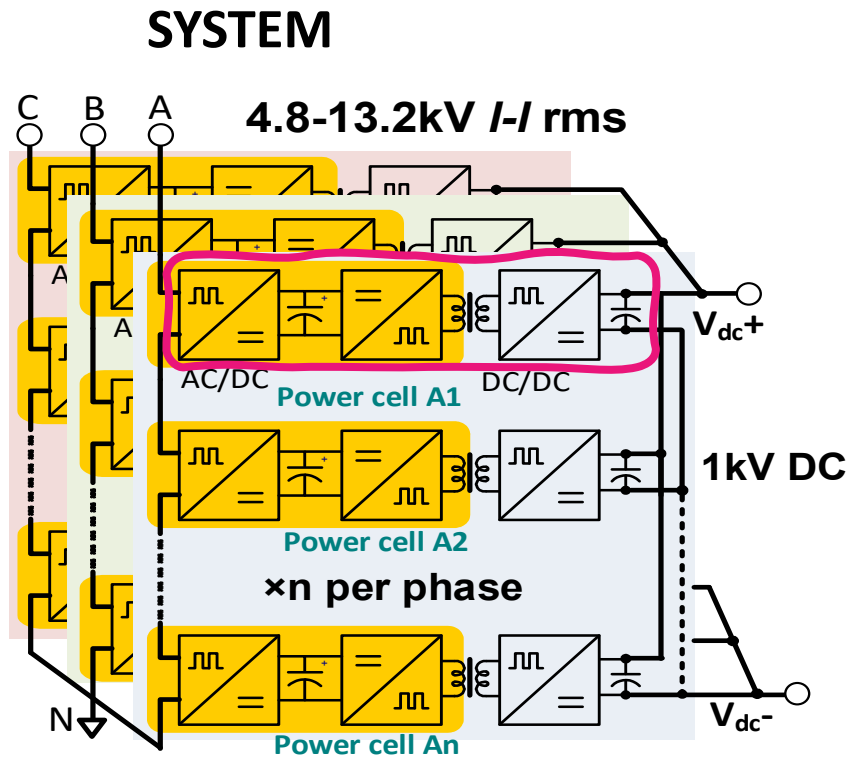 SYSTEM
C B A
4.8-13.2kV l-l rms
A
A
Vdc+
AC/DC
DC/DC
Power cell A1
1kV DC
Power cell A2
×n per phase
N
Vdc-
Power cell An